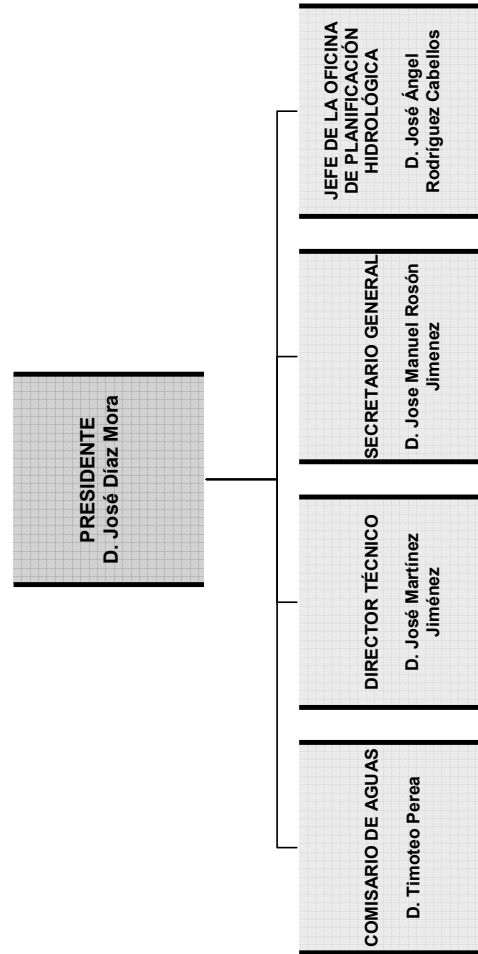 PRESIDENTE
D. José Díaz Mora
COMISARIO DE AGUAS
D. Timoteo Perea
DIRECTOR TÉCNICO
D. José Martínez
Jiménez
SECRETARIO GENERAL
D. Jose Manuel Rosón
Jimenez
JEFE DE LA OFICINA
DE PLANIFICACIÓN
HIDROLÓGICA
D. José Ángel
Rodríguez Cabellos